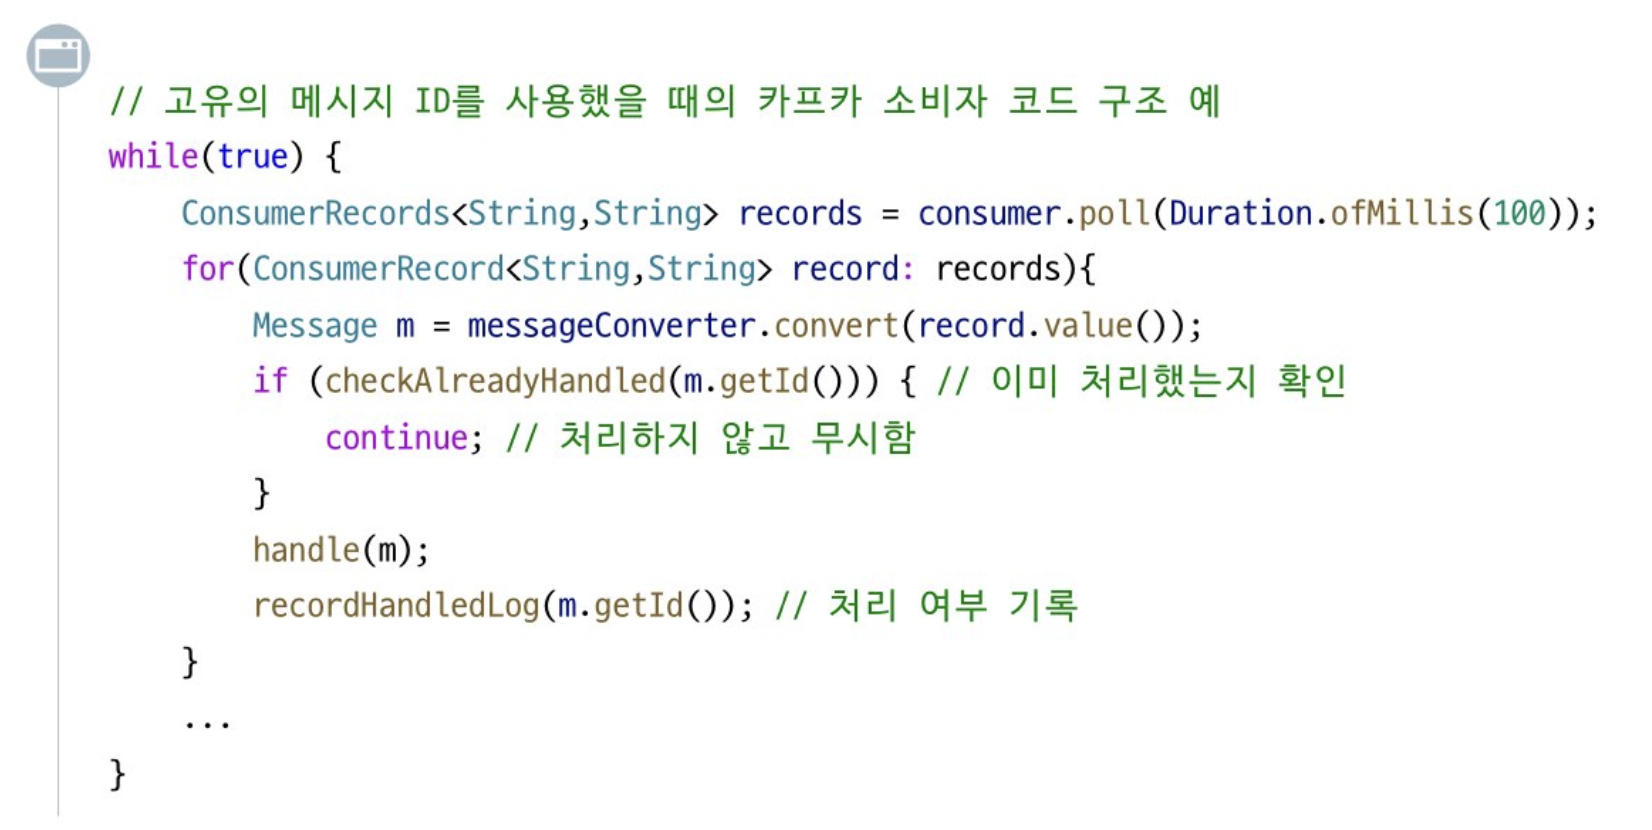 // 고유의 메시지 ID를 사용했을 때의 카프카 소비자 코드 구조 예
while(true) {
    ConsumerRecords<String,String> records = consumer.poll(Duration.ofMillis(100));
    for(ConsumerRecord<String,String> record: records){
        Message m = messageConverter.convert(record.value());
        if (checkAlreadyHandled(m.getId())) { // 이미 처리했는지 확인
            continue; // 처리하지 않고 무시함
        }
        handle(m);
        recordHandledLog(m.getId()); // 처리 여부 기록
    }
    ...
}